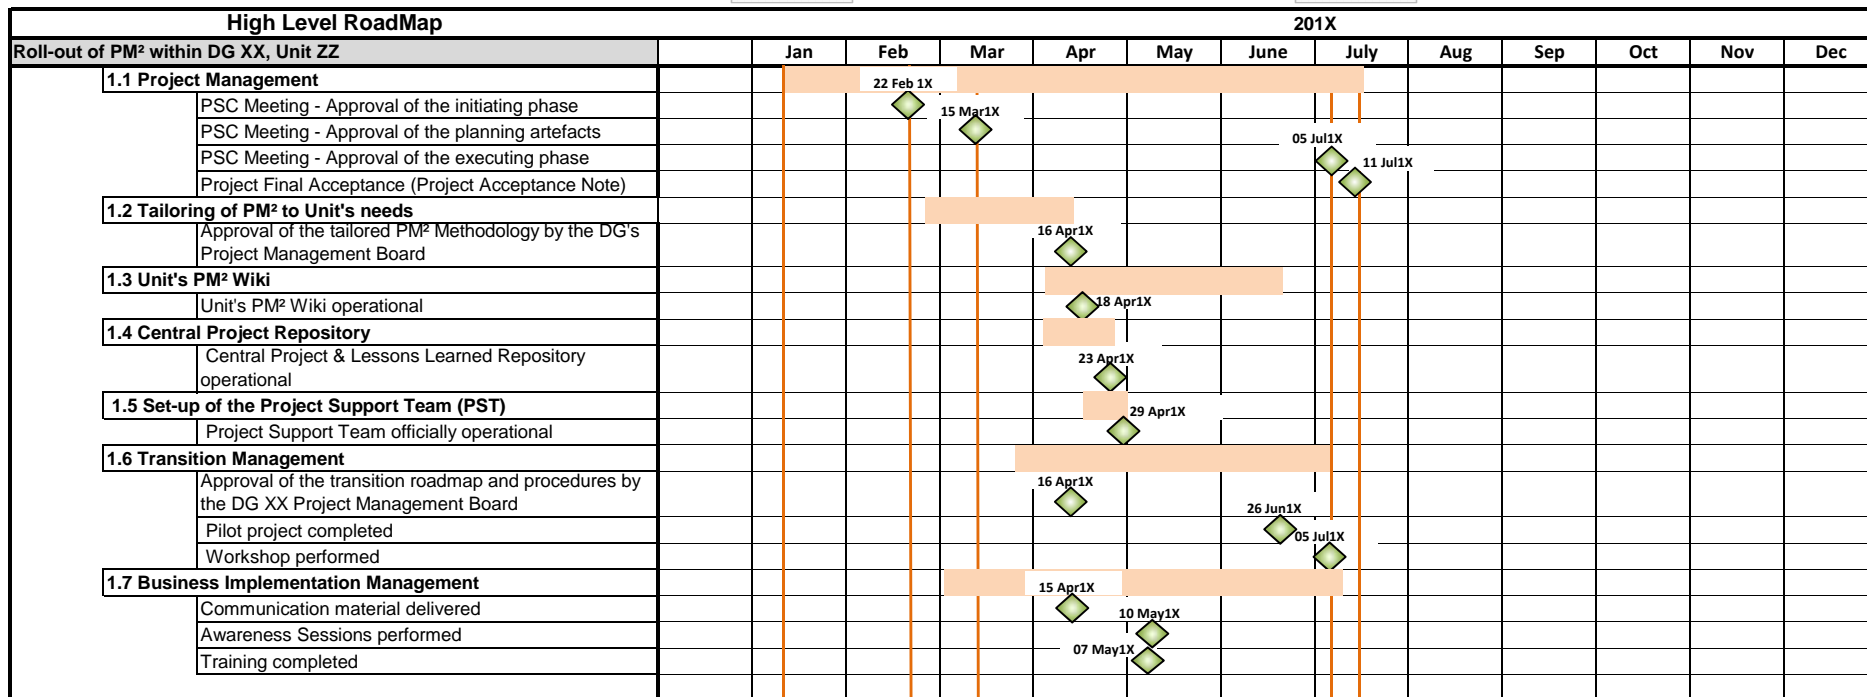 High Level RoadMap 201X
Roll-out of PM² within DG XX, Unit ZZ Jan Feb Mar Apr May June July Aug Sep Oct Nov Dec
1.1 Project Management
22 Feb 1X
PSC Meeting - Approval of the initiating phase
15 Mar1X
PSC Meeting - Approval of the planning artefacts
05 Jul1X
PSC Meeting - Approval of the executing phase
11 Jul1X
Project Final Acceptance (Project Acceptance Note)
1.2 Tailoring of PM² to Unit's needs
Approval of the tailored PM² Methodology by the DG's
16 Apr1X
Project Management Board
1.3 Unit's PM² Wiki
Unit's PM² Wiki operational
18 Apr1X
1.4 Central Project Repository
Central Project & Lessons Learned Repository
23 Apr1X
operational
1.5 Set-up of the Project Support Team (PST)
29 Apr1X
Project Support Team officially operational
1.6 Transition Management
Approval of the transition roadmap and procedures by
16 Apr1X
the DG XX Project Management Board
26 Jun1X
Pilot project completed
05 Jul1X
Workshop performed
1.7 Business Implementation Management
15 Apr1X
Communication material delivered
10 May1X
Awareness Sessions performed
07 May1X
Training completed